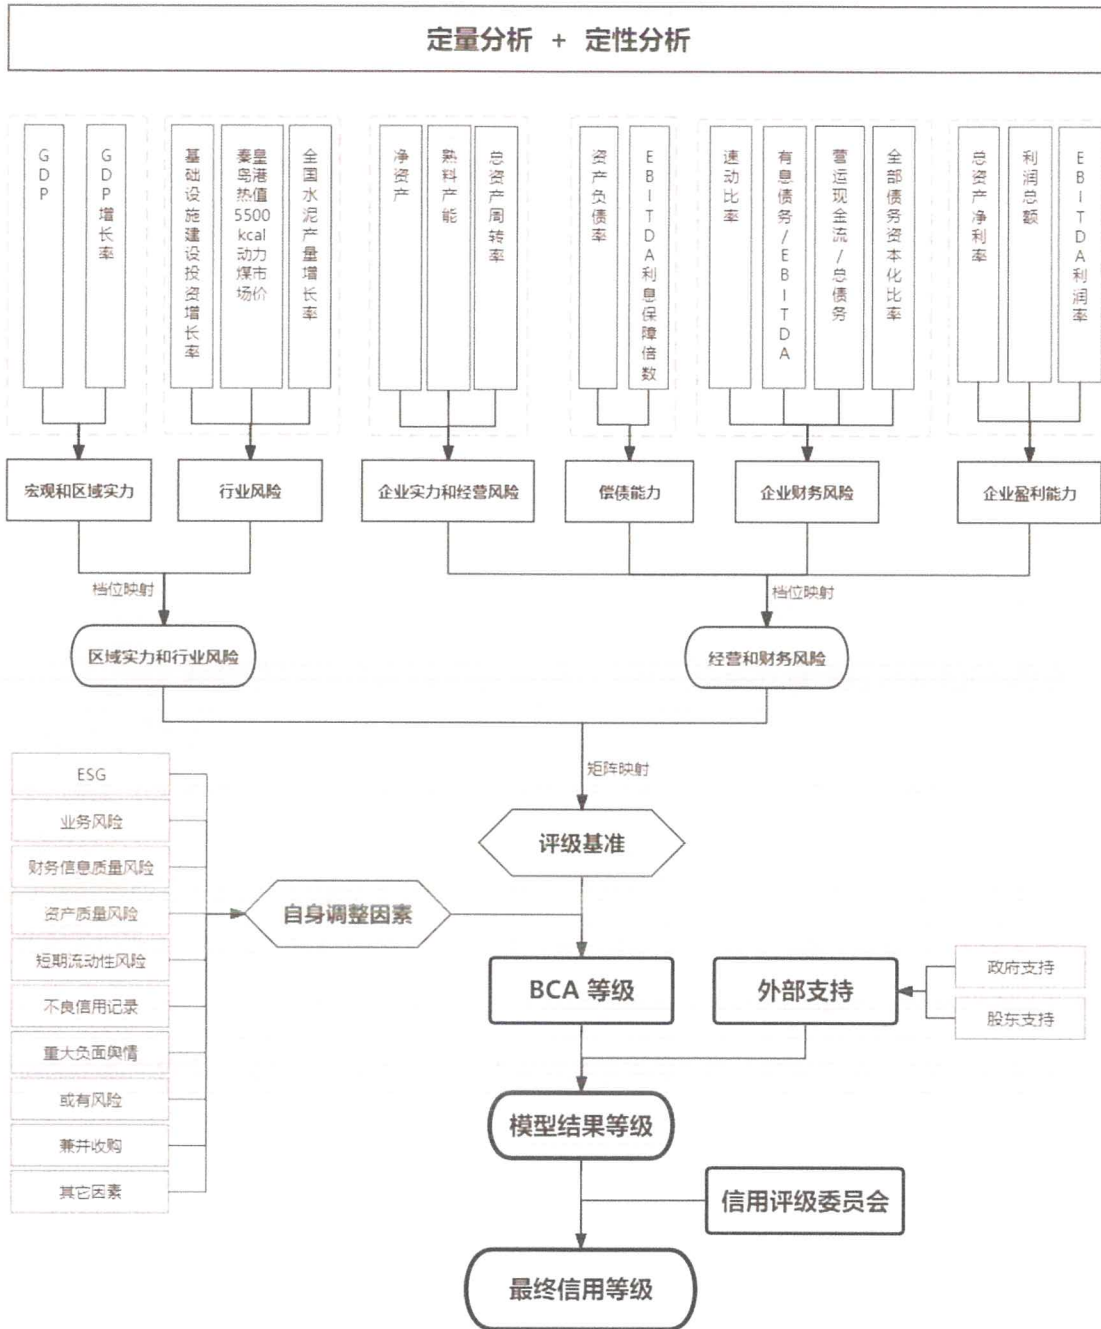 定量分析 + 定性分析
GDP
GDP增长率
基础设施建设投资增长率
秦皇
岛港
热值
5500
kcal
动力
煤市
场价
全国水泥产量增长率
净资产
熟料产能
总资产周转率
资产负债率
EBITDA利息保障倍数
速动比率
有息债务/EBITDA
营运现金流/总债务
全部债务资本化比率
总资产净利率
利润总额
EBITDA利润率
宏观和区域实力
行业风险
企业实力和经营风险
偿债能力
企业财务风险
企业盈利能力
档位映射
档位映射
区域实力和行业风险
经营和财务风险
矩阵映射
ESG
业务风险
财务信息质量风险
资产质量风险
短期流动性风险
不良信用记录
重大负面舆情
或有风险
兼并收购
其它因素
自身调整因素
评级基准
BCA 等级
外部支持
政府支持
股东支持
模型结果等级
信用评级委员会
最终信用等级